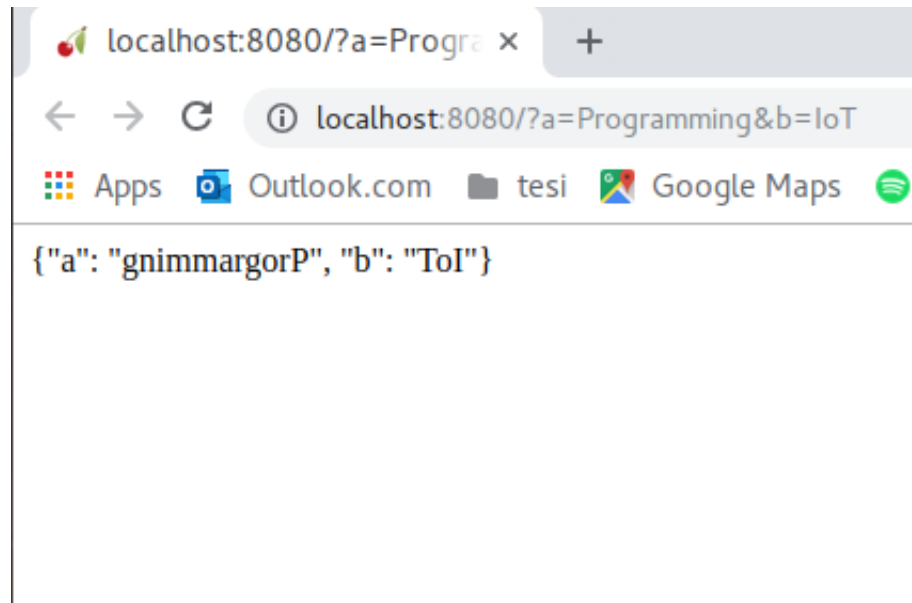 localhost:8080/?a=Progra
localhost:8080/?a=Programming&b=IoT
Apps Outlook.com tesi Google Maps
{"a": "gnimmargorP", "b": "ToI"}